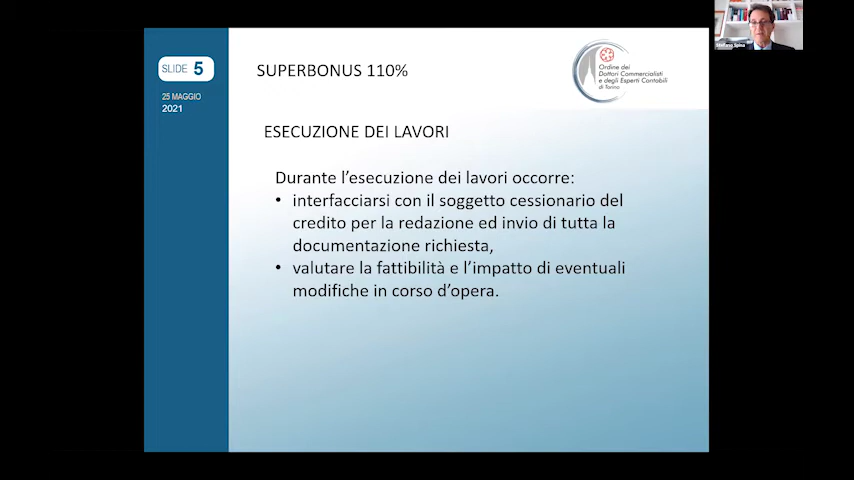 SLIDE 5
25 MAGGIO
2021
SUPERBONUS 110%
Ordine dei
Dottori Commercialisti
e degli Esperti Contabili
di Torino
ESECUZIONE DEI LAVORI
Durante l'esecuzione dei lavori occorre:
• interfacciarsi con il soggetto cessionario del
credito per la redazione ed invio di tutta la
documentazione richiesta,
• valutare la fattibilità e l'impatto di eventuali
modifiche in corso d'opera.
Stefano Spina